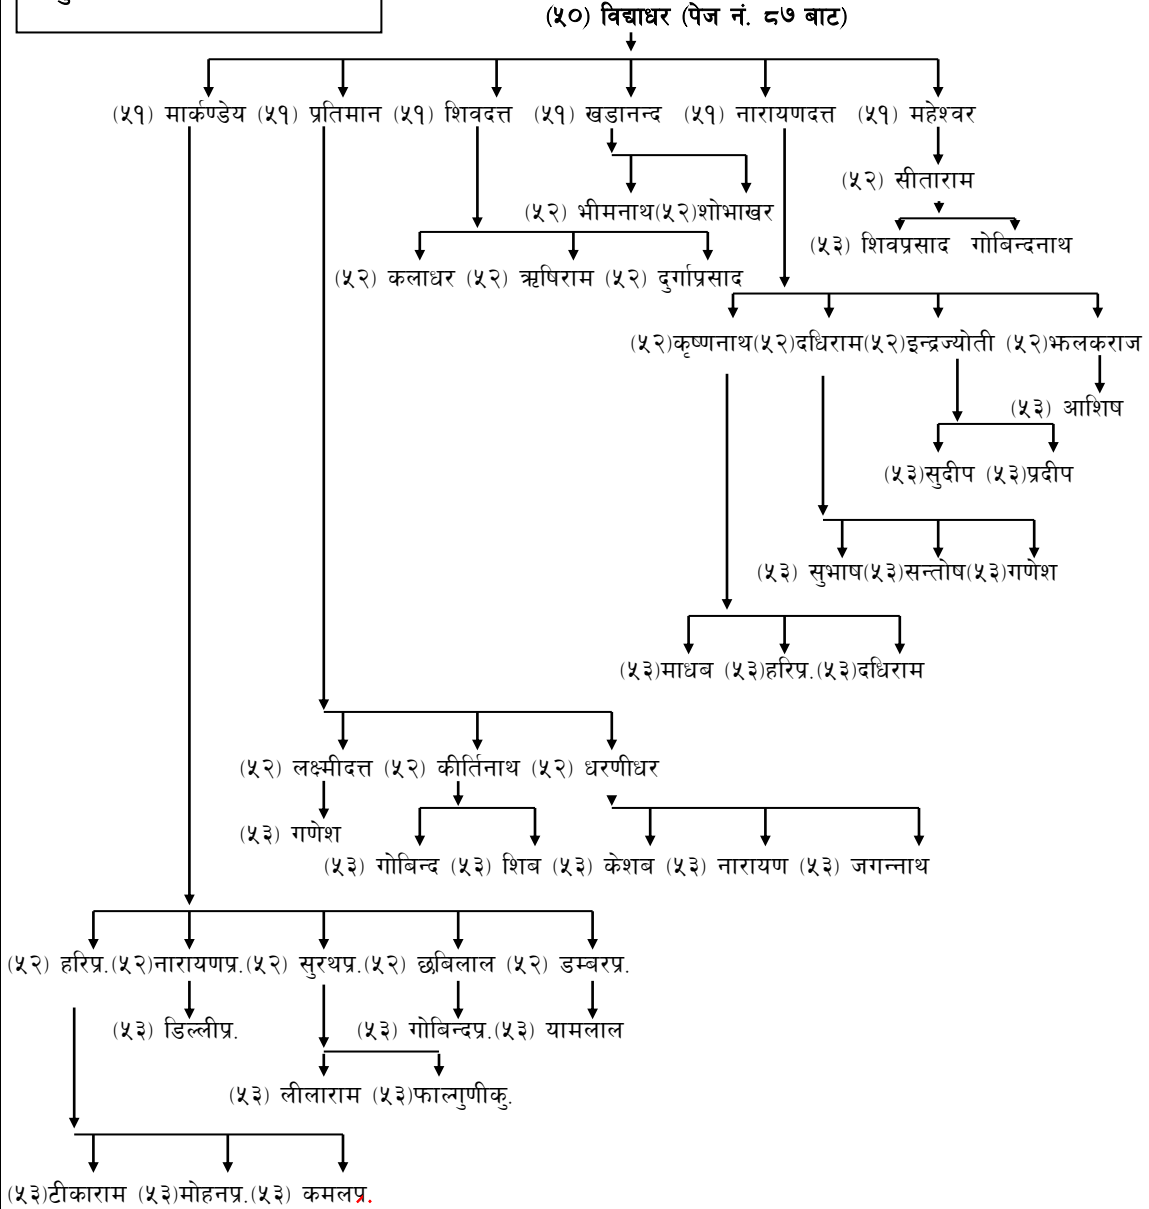 (५०) विद्याधर (पेज नं. ८७ बाट)
(५१) मार्कण्डेय (५१) प्रतिमान (५१) शिवदत्त (५१) खडानन्द (५१) नारायणदत्त (५१) महेश्वर
(५२) सीताराम
(५२) भीमनाथ(५२)शोभाखर
(५३) शिवप्रसाद गोबिन्दनाथ
(५२) कलाधर (५२) ऋषिराम (५२) दुर्गाप्रसाद
(५२)कृष्णनाथ(५२)दधिराम(५२)इन्द्रज्योती (५२)झलकराज
(५३) आशिष
(५३)सुदीप (५३)प्रदीप
(५३) सुभाष(५३)सन्तोष(५३)गणेश
(५३)माधब (५३)हरिप्र.(५३)दधिराम
(५२) लक्ष्मीदत्त (५२) कीर्तिनाथ (५२) धरणीधर
(५३) गणेश
(५३) गोबिन्द (५३) शिब (५३) केशब (५३) नारायण (५३) जगन्नाथ
(५२) हरिप्र.(५२)नारायणप्र.(५२) सुरथप्र.(५२) छबिलाल (५२) डम्बरप्र.
(५३) डिल्लीप्र. (५३) गोबिन्दप्र.(५३) यामलाल
(५३) लीलाराम (५३)फाल्गुणीकु.
(५३)टीकाराम (५३)मोहनप्र.(५३) कमलप्र.